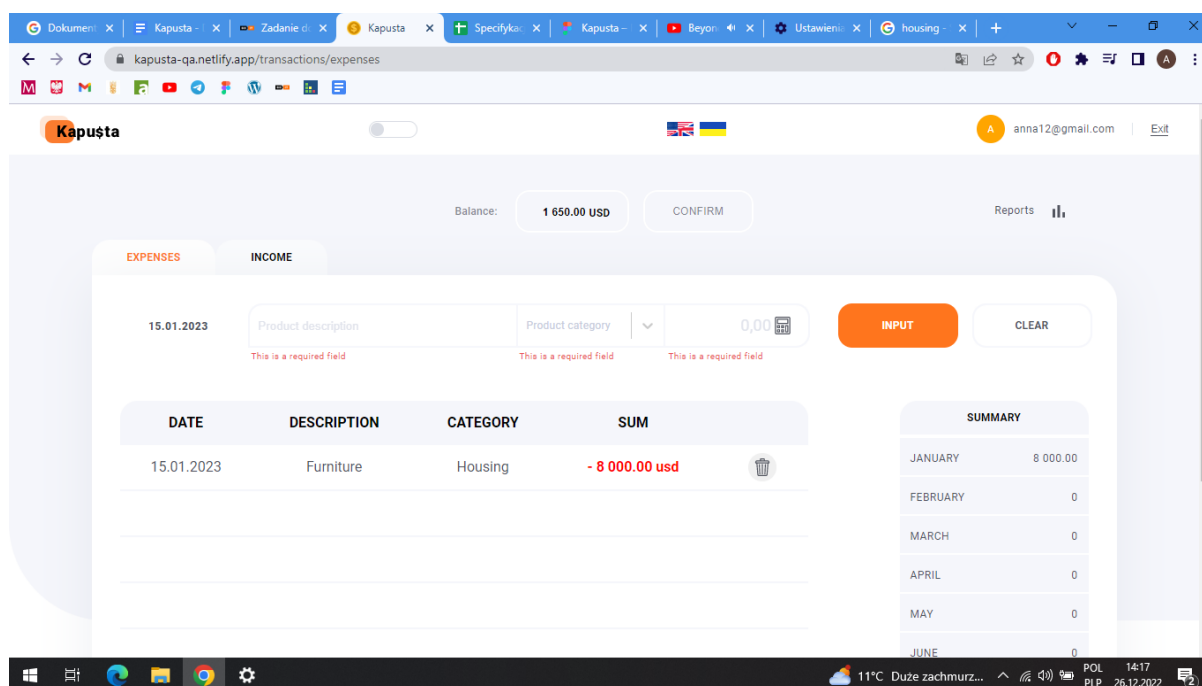 Dokument
Kapusta -
Zadanie do
Kapusta
Specyfikac
Kapusta –
Beyon
Ustawienia
housing -
kapusta-qa.netlify.app/transactions/expenses
A
Kapu$ta
A
anna12@gmail.com
Exit
Balance:
1 650.00 USD
CONFIRM
Reports
EXPENSES
INCOME
15.01.2023
Product description
Product category
0,00
INPUT
CLEAR
This is a required field
This is a required field
This is a required field
DATE DESCRIPTION CATEGORY SUM
15.01.2023 Furniture Housing - 8 000.00 usd
SUMMARY
JANUARY 8 000.00
FEBRUARY 0
MARCH 0
APRIL 0
MAY 0
JUNE 0
11°C Duże zachmurz...
POL
PLP
14:17
26.12.2022
2